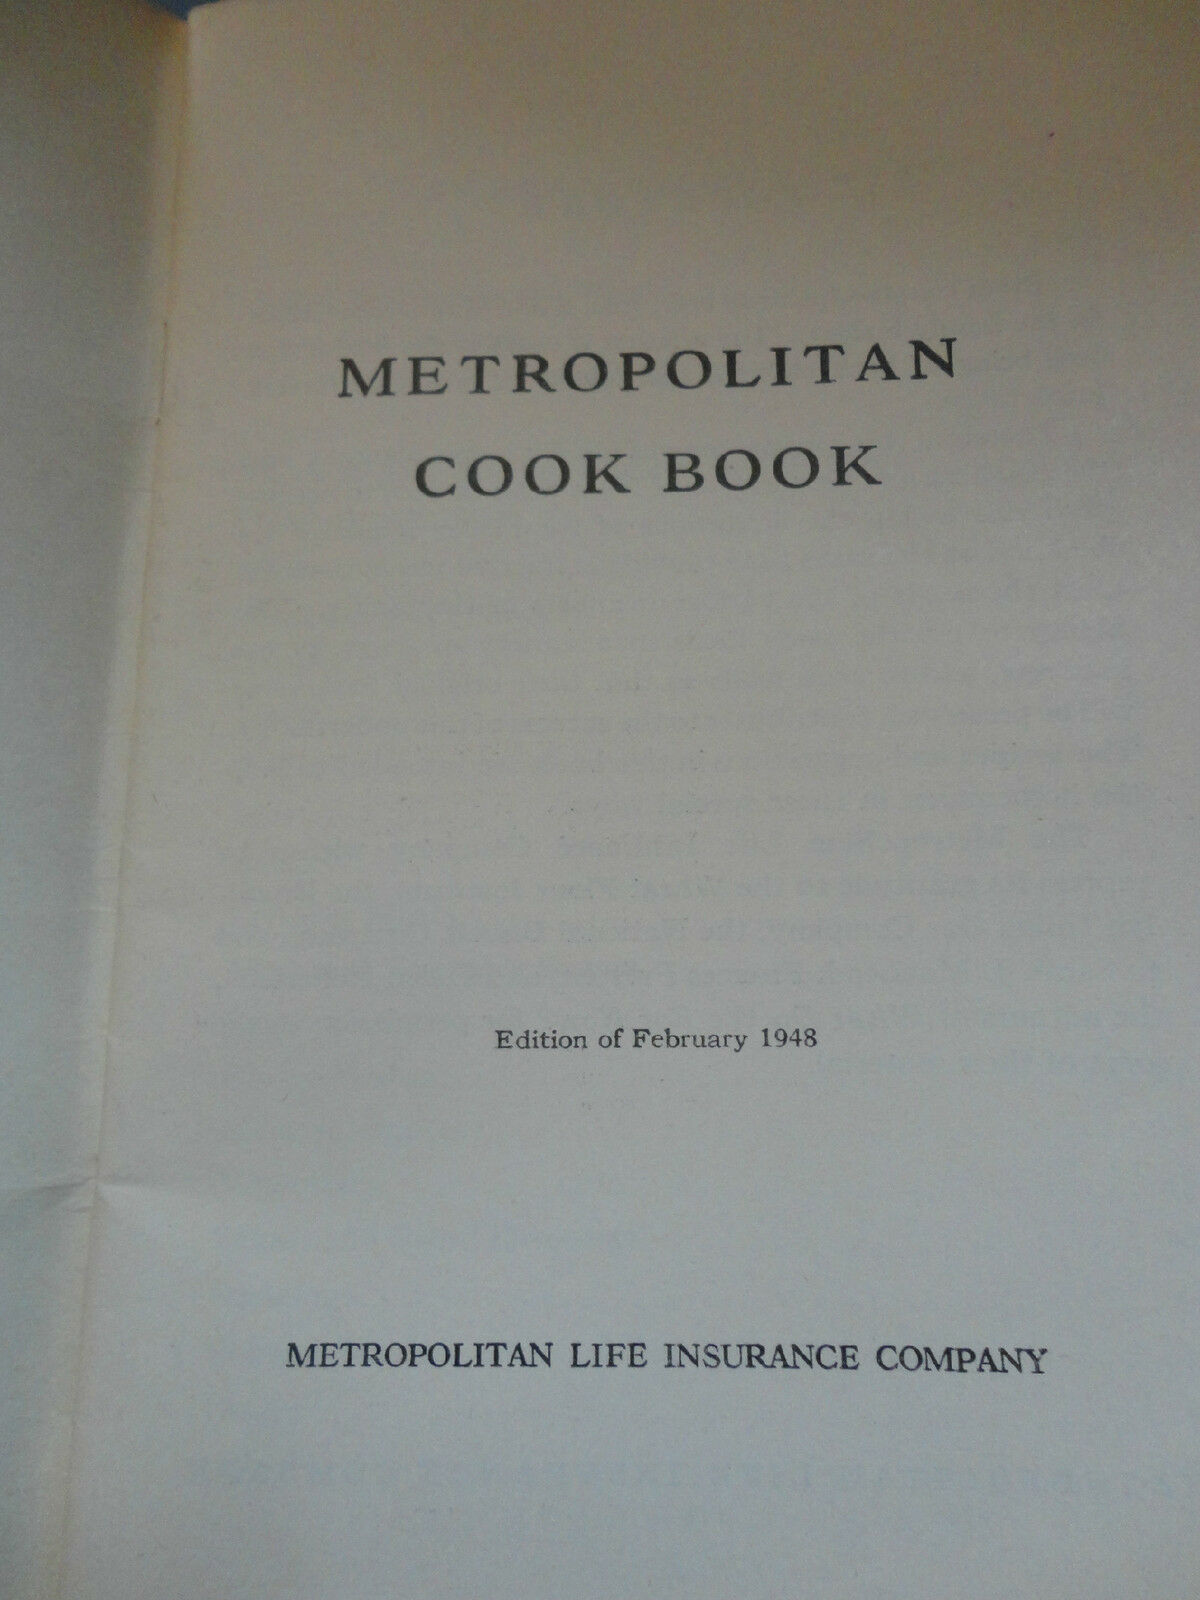 METROPOLITAN
COOK BOOK
Edition of February 1948
METROPOLITAN LIFE INSURANCE COMPANY